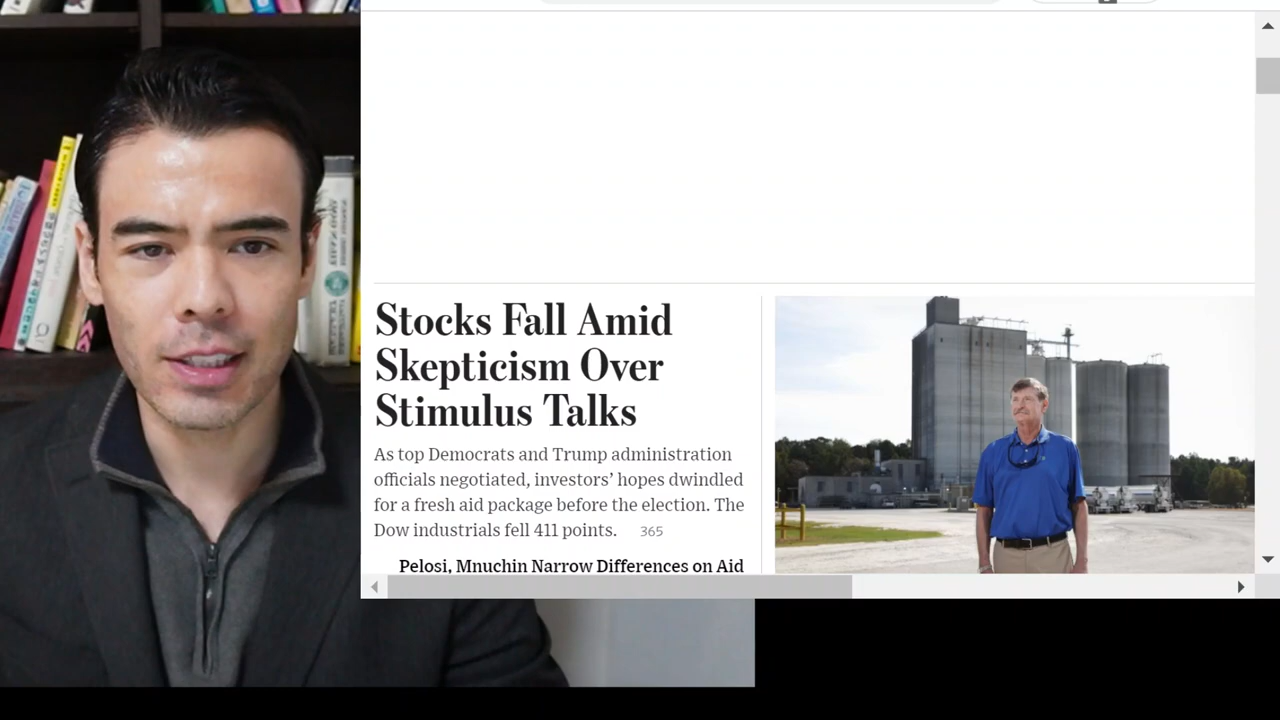 Stocks Fall Amid
Skepticism Over
Stimulus Talks
As top Democrats and Trump administration
officials negotiated, investors’ hopes dwindled
for a fresh aid package before the election. The
Dow industrials fell 411 points. 365
Pelosi, Mnuchin Narrow Differences on Aid